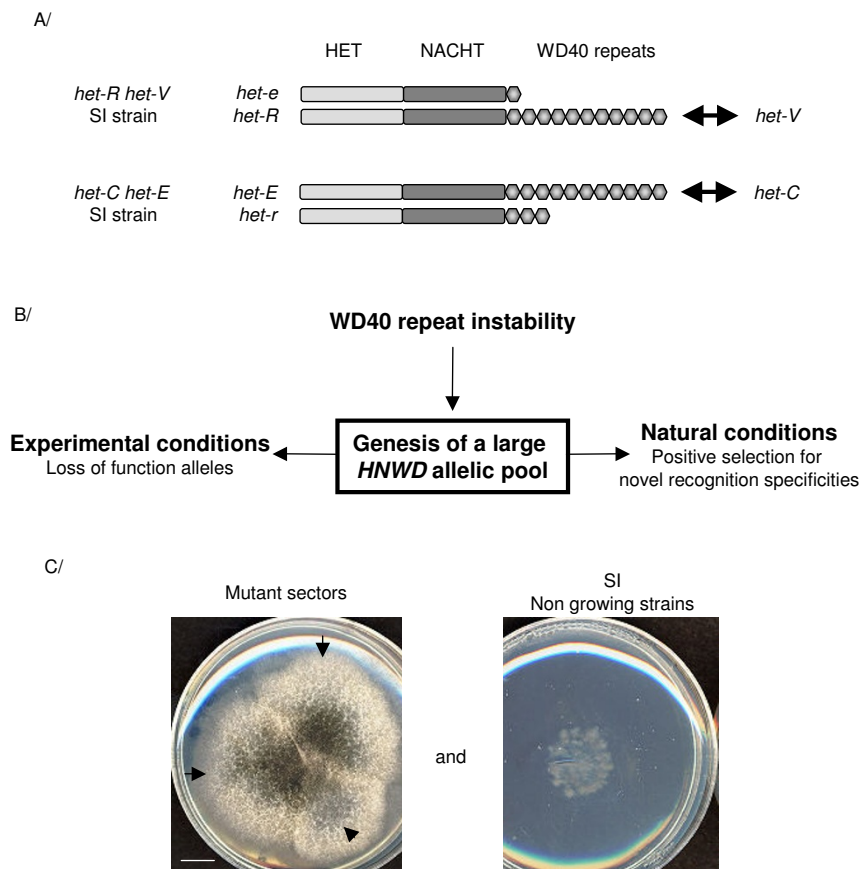 A/
HET NACHT WD40 repeats
het-R het-V het-e
SI strain het-R het-V
het-C het-E het-E het-C
SI strain het-r
B/
WD40 repeat instability
Experimental conditions
Loss of function alleles
Genesis of a large
HNWD allelic pool
Natural conditions
Positive selection for
novel recognition specificities
C/
Mutant sectors
SI
Non growing strains
and